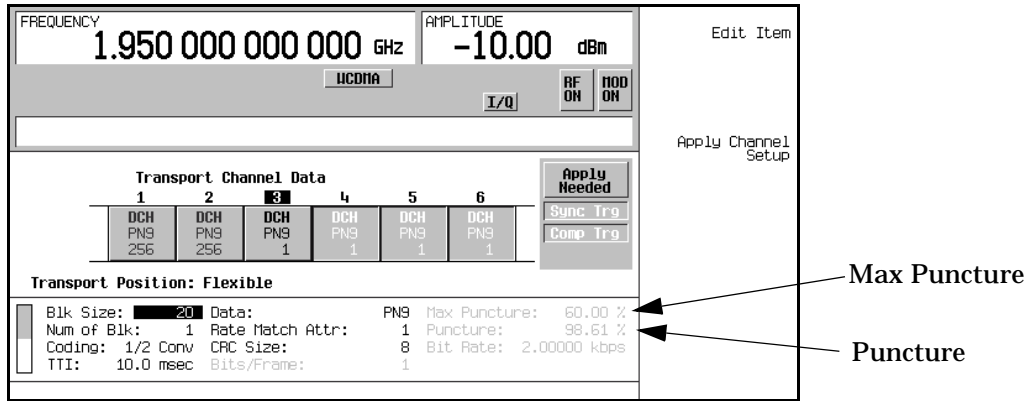 FREQUENCY
1.950 000 000 000 GHz
AMPLITUDE
-10.00 dBm
WCDMA
I/Q
RF ON
MOD ON
Edit Item
Apply Channel Setup
Transport Channel Data
1 2 3 4 5 6
DCH DCH DCH DCH DCH DCH
PN9 PN9 PN9 PN9 PN9 PN9
256 256 1 1 1 1
Apply Needed
Sync Trg
Comp Trg
Transport Position: Flexible
Blk Size: 20 Data: PN9 Max Puncture: 60.00 %
Num of Blk: 1 Rate Match Attr: 1 Puncture: 98.61 %
Coding: 1/2 Conv CRC Size: 8 Bit Rate: 2.00000 kbps
TTI: 10.0 msec Bits/Frame: 1
Max Puncture
Puncture